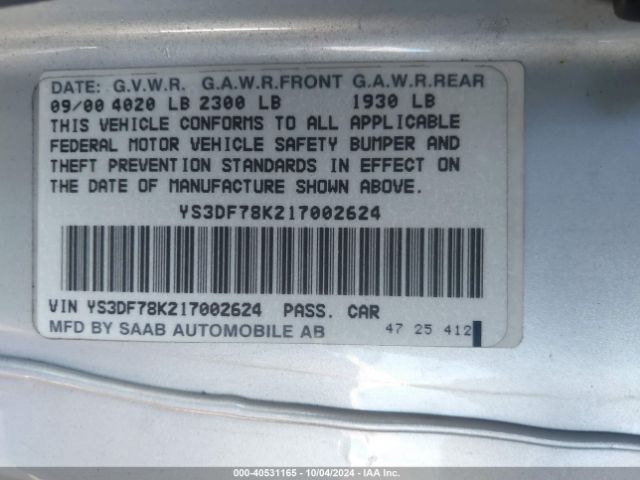 DATE: G.V.W.R. G.A.W.R.FRONT G.A.W.R.REAR
09/00 4020 LB 2300 LB 1930 LB
THIS VEHICLE CONFORMS TO ALL APPLICABLE
FEDERAL MOTOR VEHICLE SAFETY BUMPER AND
THEFT PREVENTION STANDARDS IN EFFECT ON
THE DATE OF MANUFACTURE SHOWN ABOVE.
YS3DF78K217002624
VIN YS3DF78K217002624 PASS. CAR
MFD BY SAAB AUTOMOBILE AB 47 25 412
000-40531165 - 10/04/2024 - IAA Inc.